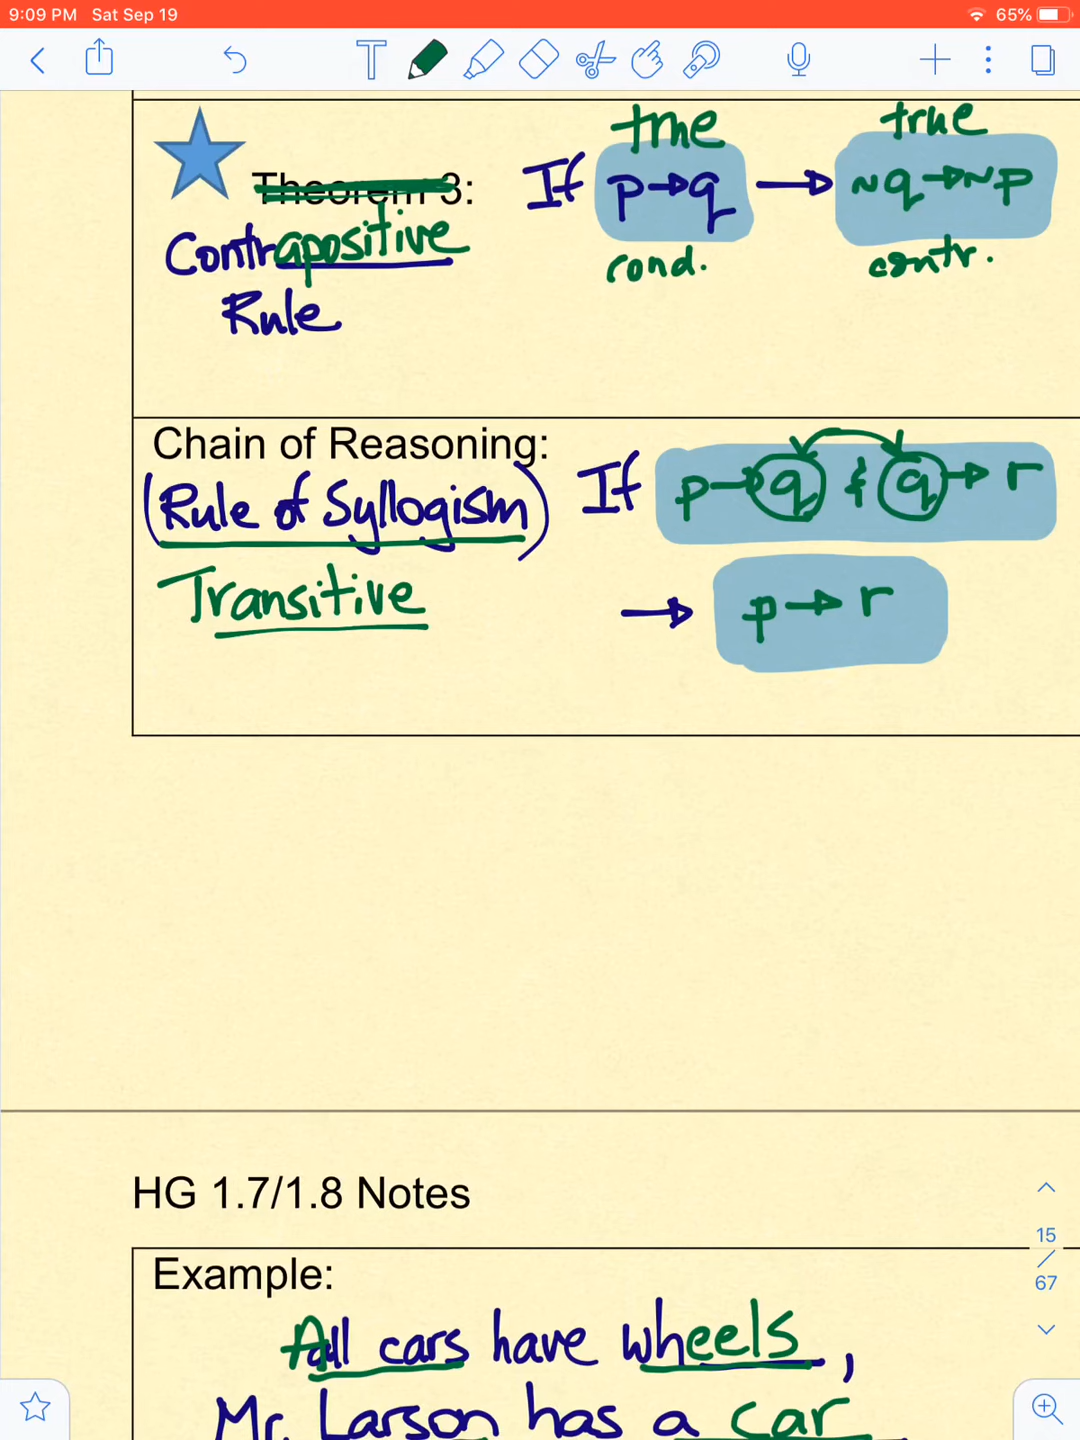 9:09 PM Sat Sep 19 65%
true true
Theorem 3: If p→q → ~q→~p
Contrapositive cond. contr.
Rule
Chain of Reasoning:
(Rule of Syllogism) If p→q & q→r
Transitive → p→r
HG 1.7/1.8 Notes
15
/
67
Example:
All cars have wheels,
Mr. Larson has a car